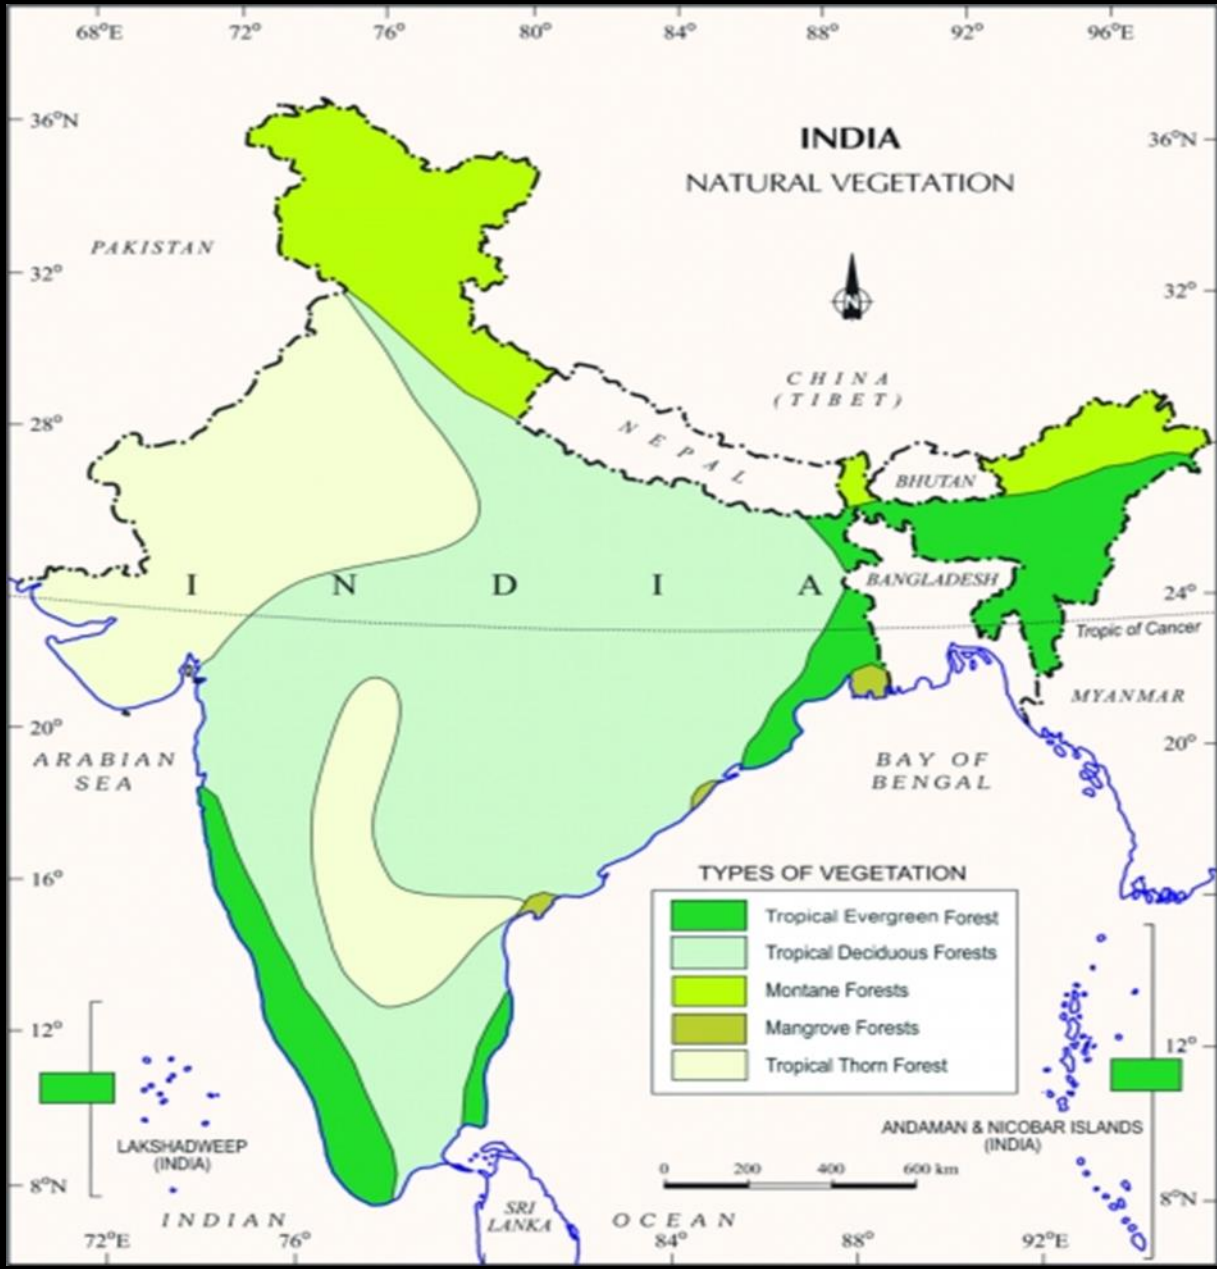 68°E 72° 76° 80° 84° 88° 92° 96°E
36°N
INDIA
36°N
NATURAL VEGETATION
PAKISTAN
32°
N
32°
CHINA
(TIBET)
28°
NEPAL
BHUTAN
INDIA
BANGLADESH
24°
Tropic of Cancer
MYANMAR
20°
20°
ARABIAN
SEA
BAY OF
BENGAL
16°
TYPES OF VEGETATION
Tropical Evergreen Forest
Tropical Deciduous Forests
Montane Forests
Mangrove Forests
Tropical Thorn Forest
12°
12°
LAKSHADWEEP
(INDIA)
ANDAMAN & NICOBAR ISLANDS
(INDIA)
0 200 400 600 km
8°N
8°N
SRI
LANKA
INDIAN OCEAN
72°E 76° 84° 88° 92°E